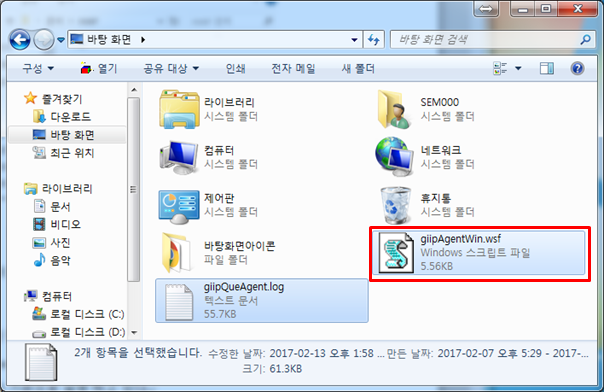 바탕 화면
바탕 화면 검색
구성
열기
공유 대상
인쇄
전자 메일
새 폴더
즐겨찾기
다운로드
바탕 화면
최근 위치
라이브러리
문서
비디오
사진
음악
컴퓨터
로컬 디스크 (C:)
로컬 디스크 (D:)
라이브러리
시스템 폴더
SEM000
시스템 폴더
컴퓨터
시스템 폴더
네트워크
시스템 폴더
제어판
시스템 폴더
휴지통
시스템 폴더
바탕화면아이콘
파일 폴더
giipAgentWin.wsf
Windows 스크립트 파일
5.56KB
giipQueAgent.log
텍스트 문서
55.7KB
2개 항목을 선택했습니다. 수정한 날짜: 2017-02-13 오후 1:58 ... 만든 날짜: 2017-02-07 오후 5:29 - 2017-...
크기: 61.3KB